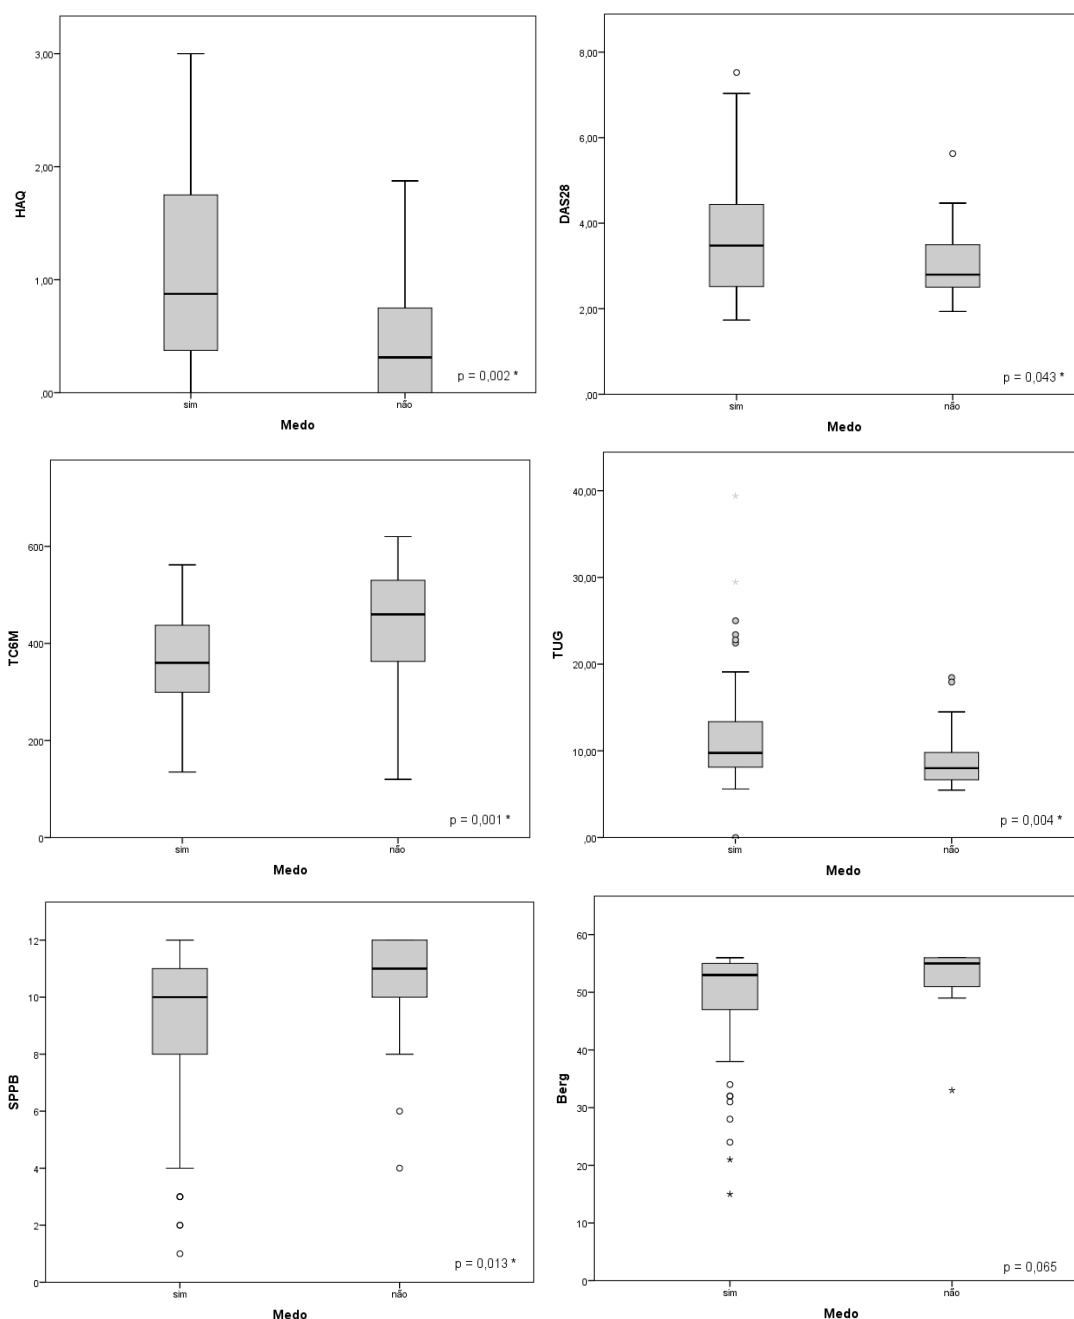 3,00
2,00
1,00
,00
HAQ
p = 0,002 *
sim
não
Medo
8,00
6,00
4,00
2,00
,00
DAS28
p = 0,043 *
sim
não
Medo
600
400
200
0
TC6M
p = 0,001 *
sim
não
Medo
40,00
30,00
20,00
10,00
,00
TUG
p = 0,004 *
sim
não
Medo
12
10
8
6
4
2
0
SPPB
p = 0,013 *
sim
não
Medo
60
50
40
30
20
10
0
Berg
p = 0,065
sim
não
Medo